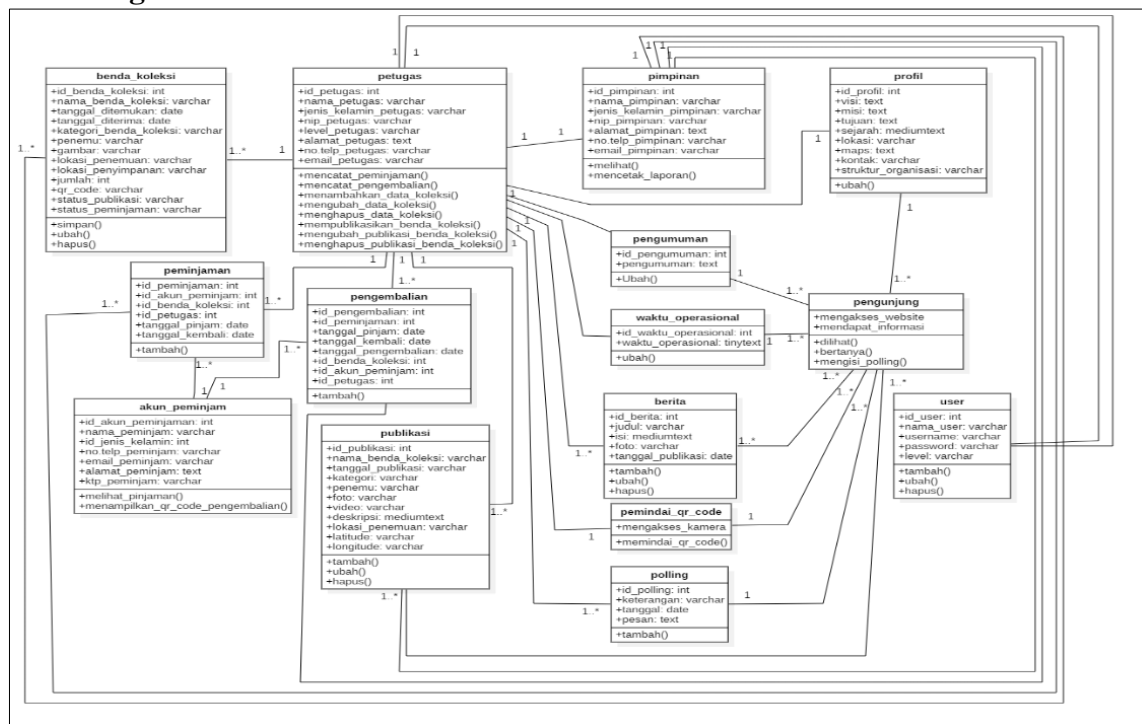 benda_koleksi
+id_benda_koleksi: int
+nama_benda_koleksi: varchar
+tanggal_ditemukan: date
+tanggal_diterima: date
+kategori_benda_koleksi: varchar
+penemu: varchar
+gambar: varchar
+lokasi_penemuan: varchar
+lokasi_penyimpanan: varchar
+jumlah: int
+qr_code: varchar
+status_publikasi: varchar
+status_peminjaman: varchar
+simpan()
+ubah()
+hapus()
petugas
+id_petugas: int
+nama_petugas: varchar
+jenis_kelamin_petugas: varchar
+nip_petugas: varchar
+level_petugas: varchar
+alamat_petugas: text
+no.telp_petugas: varchar
+email_petugas: varchar
+mencatat_peminjaman()
+mencatat_pengembalian()
+menambahkan_data_koleksi()
+mengubah_data_koleksi()
+menghapus_data_koleksi()
+mempublikasikan_benda_koleksi()
+mengubah_publikasi_benda_koleksi()
+menghapus_publikasi_benda_koleksi()
pimpinan
+id_pimpinan: int
+nama_pimpinan: varchar
+jenis_kelamin_pimpinan: varchar
+nip_pimpinan: varchar
+alamat_pimpinan: text
+no.telp_pimpinan: varchar
+email_pimpinan: varchar
+melihat()
+mencetak_laporan()
profil
+id_profil: int
+visi: text
+misi: text
+tujuan: text
+sejarah: mediumtext
+lokasi: varchar
+maps: text
+kontak: varchar
+struktur_organisasi: varchar
+ubah()
peminjaman
+id_peminjaman: int
+id_akun_peminjam: int
+id_benda_koleksi: int
+id_petugas: int
+tanggal_pinjam: date
+tanggal_kembali: date
+tambah()
pengembalian
+id_pengembalian: int
+id_peminjaman: int
+tanggal_pinjam: date
+tanggal_kembali: date
+tanggal_pengembalian: date
+id_benda_koleksi: int
+id_akun_peminjam: int
+id_petugas: int
+tambah()
pengumuman
+id_pengumuman: int
+pengumuman: text
+Ubah()
waktu_operasional
+id_waktu_operasional: int
+waktu_operasional: tinytext
+ubah()
pengunjung
+mengakses_website
+mendapat_informasi
+dilihat()
+bertanya()
+mengisi_polling()
akun_peminjam
+id_akun_peminjaman: int
+nama_peminjam: varchar
+id_jenis_kelamin: int
+no.telp_peminjam: varchar
+email_peminjam: varchar
+alamat_peminjam: text
+ktp_peminjam: varchar
+melihat_pinjaman()
+menampilkan_qr_code_pengembalian()
publikasi
+id_publikasi: int
+nama_benda_koleksi: varchar
+tanggal_publikasi: varchar
+kategori: varchar
+penemu: varchar
+foto: varchar
+video: varchar
+deskripsi: mediumtext
+lokasi_penemuan: varchar
+latitude: varchar
+longitude: varchar
+tambah()
+ubah()
+hapus()
berita
+id_berita: int
+judul: varchar
+isi: mediumtext
+foto: varchar
+tanggal_publikasi: date
+tambah()
+ubah()
+hapus()
user
+id_user: int
+nama_user: varchar
+username: varchar
+password: varchar
+level: varchar
+tambah()
+ubah()
+hapus()
pemindai_qr_code
+mengakses_kamera
+memindai_qr_code()
polling
+id_polling: int
+keterangan: varchar
+tanggal: date
+pesan: text
+tambah()